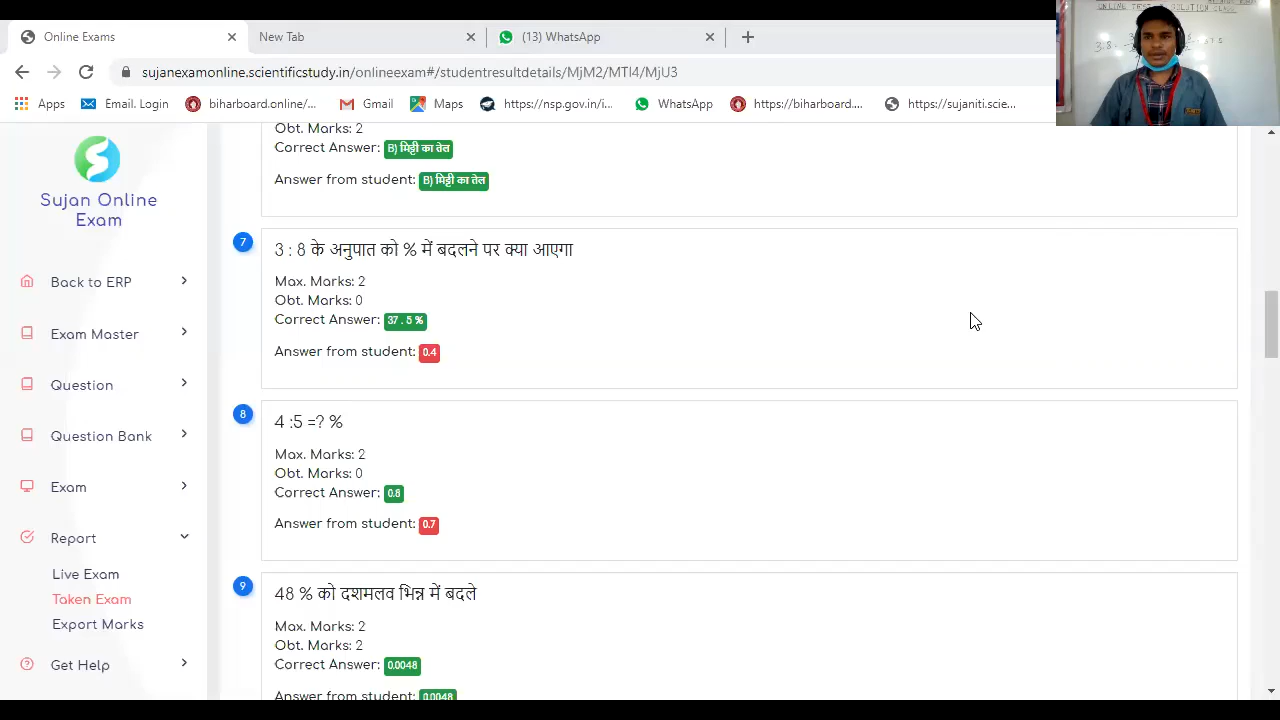 Online Exams
New Tab
(13) WhatsApp
sujanexamonline.scientificstudy.in/onlineexam#/studentresultdetails/MjM2/MTI4/MjU3
Apps
Email. Login
biharboard.online/...
Gmail
Maps
https://nsp.gov.in/i...
WhatsApp
https://biharboard....
https://sujaniti.scie...
ONLINE TEST
SOLUTION CLASS
Sujan Online
Exam
Back to ERP
Exam Master
Question
Question Bank
Exam
Report
Live Exam
Taken Exam
Export Marks
Get Help
Obt. Marks: 2
Correct Answer: B) मिट्टी का तेल
Answer from student: B) मिट्टी का तेल
7
3 : 8 के अनुपात को % में बदलने पर क्या आएगा
Max. Marks: 2
Obt. Marks: 0
Correct Answer: 37 . 5 %
Answer from student: 0.4
8
4 :5 =? %
Max. Marks: 2
Obt. Marks: 0
Correct Answer: 0.8
Answer from student: 0.7
9
48 % को दशमलव भिन्न में बदले
Max. Marks: 2
Obt. Marks: 2
Correct Answer: 0.0048
Answer from student: 0.0048